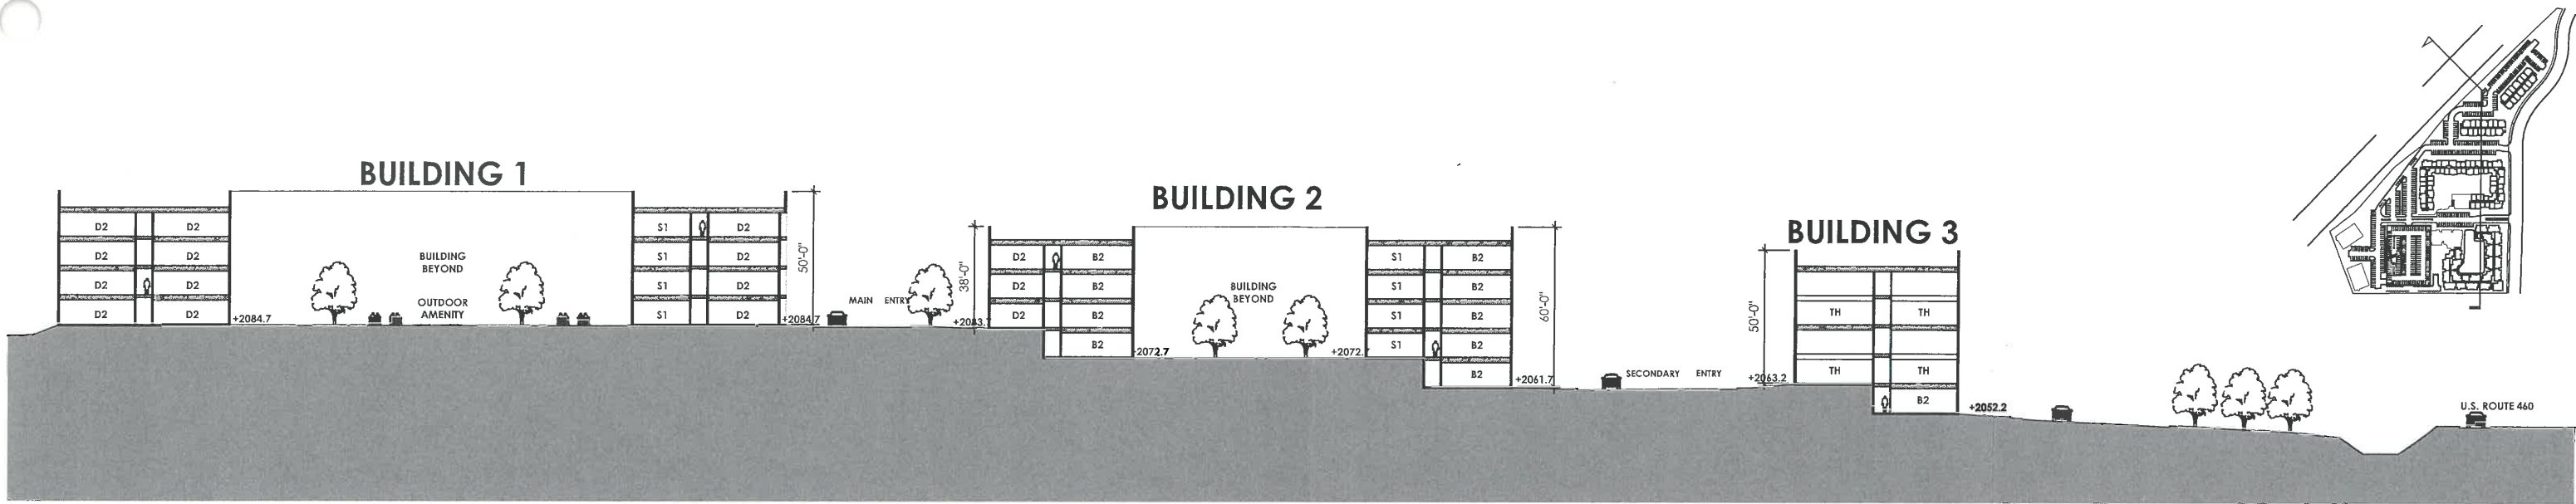 BUILDING 1
D2 D2
D2 D2
D2 D2
D2 D2
+2084.7
BUILDING
BEYOND
OUTDOOR
AMENITY
S1 D2
S1 D2
S1 D2
S1 D2
50'-0"
+2084.7
MAIN ENTRY
38'-0"
BUILDING 2
D2 B2
D2 B2
D2 B2
B2
2072.7
BUILDING
BEYOND
+2072.
S1 B2
S1 B2
S1 B2
S1 B2
B2
60'-0"
+2061.7
SECONDARY ENTRY
50'-0"
+2063.2
BUILDING 3
TH TH
TH TH
B2
+2052.2
U.S. ROUTE 460